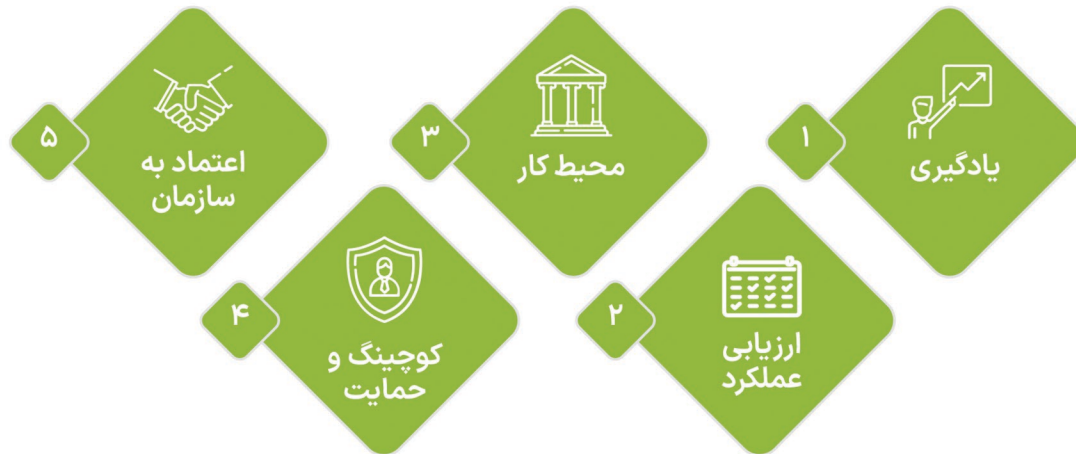 ۱
یادگیری
۲
ارزیابی
عملکرد
۳
محیط کار
۴
کوچینگ و
حمایت
۵
اعتماد به
سازمان